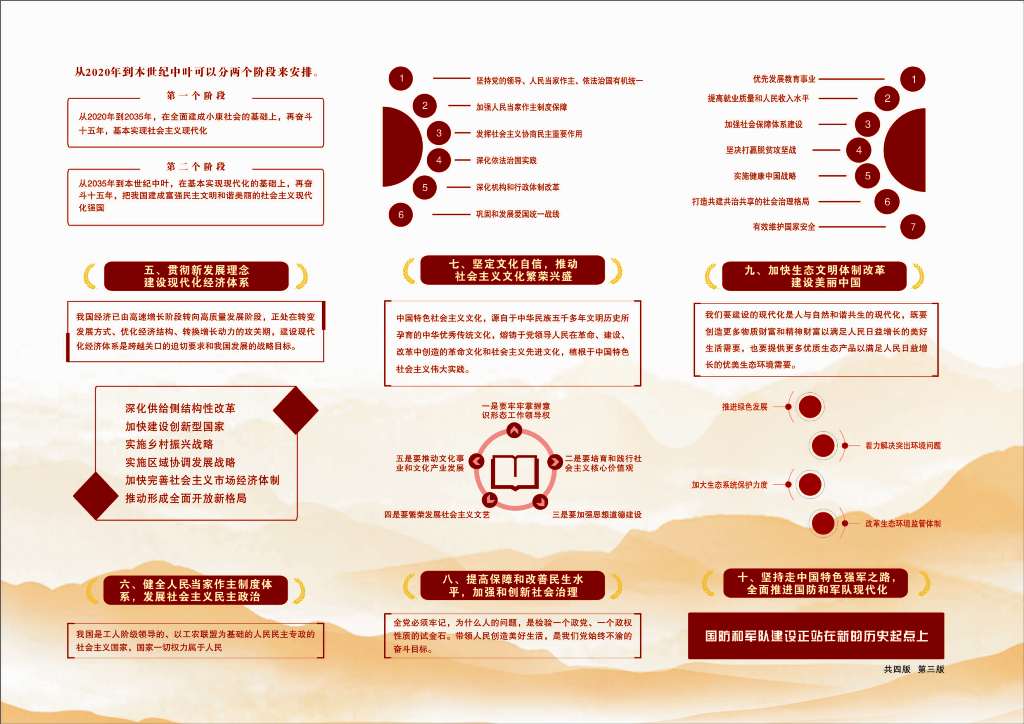 从2020年到本世纪中叶可以分两个阶段来安排。
第一个阶段
从2020年到2035年，在全面建成小康社会的基础上，再奋斗
十五年，基本实现社会主义现代化
第二个阶段
从2035年到本世纪中叶，在基本实现现代化的基础上，再奋
斗十五年，把我国建成富强民主文明和谐美丽的社会主义现代
化强国
五、贯彻新发展理念
建设现代化经济体系
我国经济已由高速增长阶段转向高质量发展阶段，正处在转变
发展方式、优化经济结构、转换增长动力的攻关期，建设现代
化经济体系是跨越关口的迫切要求和我国发展的战略目标。
深化供给侧结构性改革
加快建设创新型国家
实施乡村振兴战略
实施区域协调发展战略
加快完善社会主义市场经济体制
推动形成全面开放新格局
六、健全人民当家作主制度体
系，发展社会主义民主政治
我国是工人阶级领导的、以工农联盟为基础的人民民主专政的
社会主义国家，国家一切权力属于人民
1 坚持党的领导、人民当家作主、依法治国有机统一
2 加强人民当家作主制度保障
3 发挥社会主义协商民主重要作用
4 深化依法治国实践
5 深化机构和行政体制改革
6 巩固和发展爱国统一战线
七、坚定文化自信，推动
社会主义文化繁荣兴盛
中国特色社会主义文化，源自于中华民族五千多年文明历史所
孕育的中华优秀传统文化，熔铸于党领导人民在革命、建设、
改革中创造的革命文化和社会主义先进文化，植根于中国特色
社会主义伟大实践。
一是要牢牢掌握意
识形态工作领导权
五是要推动文化事
业和文化产业发展
二是要培育和践行社
会主义核心价值观
四是要繁荣发展社会主义文艺
三是要加强思想道德建设
八、提高保障和改善民生水
平，加强和创新社会治理
全党必须牢记，为什么人的问题，是检验一个政党、一个政权
性质的试金石。带领人民创造美好生活，是我们党始终不渝的
奋斗目标。
优先发展教育事业 1
提高就业质量和人民收入水平 2
加强社会保障体系建设 3
坚决打赢脱贫攻坚战 4
实施健康中国战略 5
打造共建共治共享的社会治理格局 6
有效维护国家安全 7
九、加快生态文明体制改革
建设美丽中国
我们要建设的现代化是人与自然和谐共生的现代化，既要
创造更多物质财富和精神财富以满足人民日益增长的美好
生活需要，也要提供更多优质生态产品以满足人民日益增
长的优美生态环境需要。
推进绿色发展
着力解决突出环境问题
加大生态系统保护力度
改革生态环境监管体制
十、坚持走中国特色强军之路，
全面推进国防和军队现代化
国防和军队建设正站在新的历史起点上
共四版 第三版